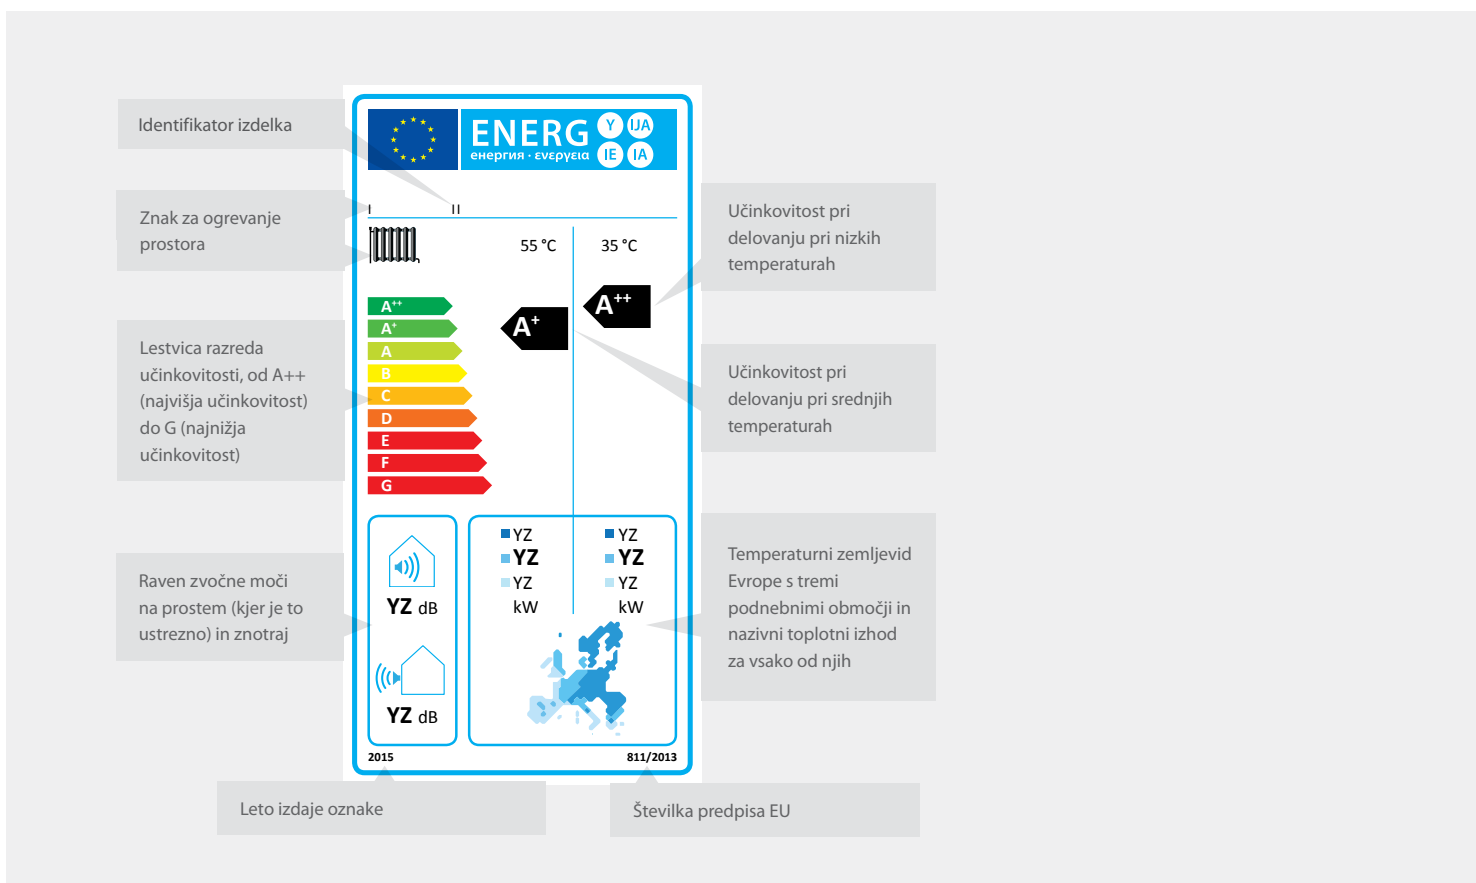 Identifikator izdelka
Znak za ogrevanje
prostora
Lestvica razreda
učinkovitosti, od A++
(najvišja učinkovitost)
do G (najnižja
učinkovitost)
Raven zvočne moči
na prostem (kjer je to
ustrezno) in znotraj
ENERG Y IJA
енергия · ενεργεια IE IA
I II
55 °C 35 °C
A++
A+
A
B
C
D
E
F
G
A+
A++
YZ dB
YZ dB
YZ YZ
YZ YZ
YZ YZ
kW kW
2015 811/2013
Učinkovitost pri
delovanju pri nizkih
temperaturah
Učinkovitost pri
delovanju pri srednjih
temperaturah
Temperaturni zemljevid
Evrope s tremi
podnebnimi območji in
nazivni toplotni izhod
za vsako od njih
Leto izdaje oznake
Številka predpisa EU